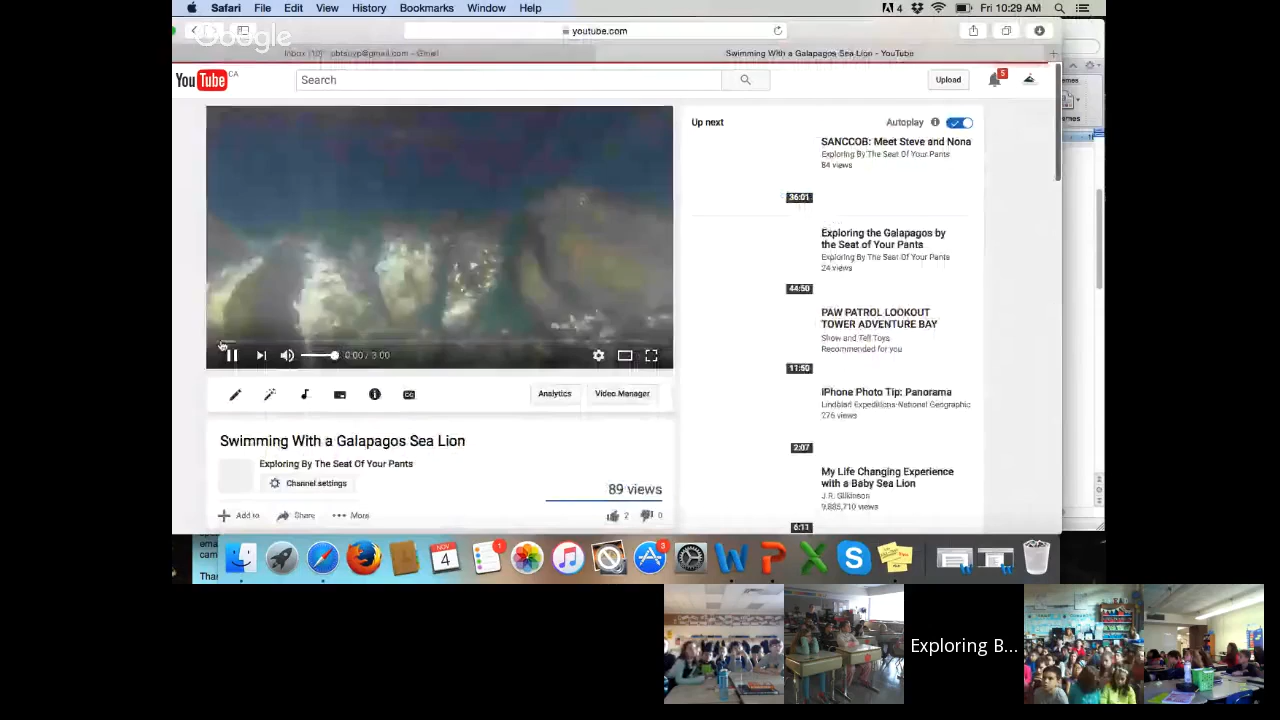 Safari File Edit View History Bookmarks Window Help 4 Fri 10:29 AM
Google
youtube.com
Swimming With a Galapagos Sea Lion - YouTube
YouTube CA
Search
Upload
5
Up next
Autoplay
SANCCOB: Meet Steve and Nona
Exploring By The Seat Of Your Pants
84 views
36:01
Exploring the Galapagos by
the Seat of Your Pants
Exploring By The Seat Of Your Pants
24 views
44:50
PAW PATROL LOOKOUT
TOWER ADVENTURE BAY
Show and Tell Toys
Recommended for you
11:50
iPhone Photo Tip: Panorama
Lindblad Expeditions-National Geographic
276 views
2:07
My Life Changing Experience
with a Baby Sea Lion
J.R. Gilkinson
9,885,710 views
6:11
0:00 / 3:00
CC
Analytics
Video Manager
Swimming With a Galapagos Sea Lion
Exploring By The Seat Of Your Pants
Channel settings
89 views
Add to Share More
2 0
NOV
4
1
3
Exploring B...